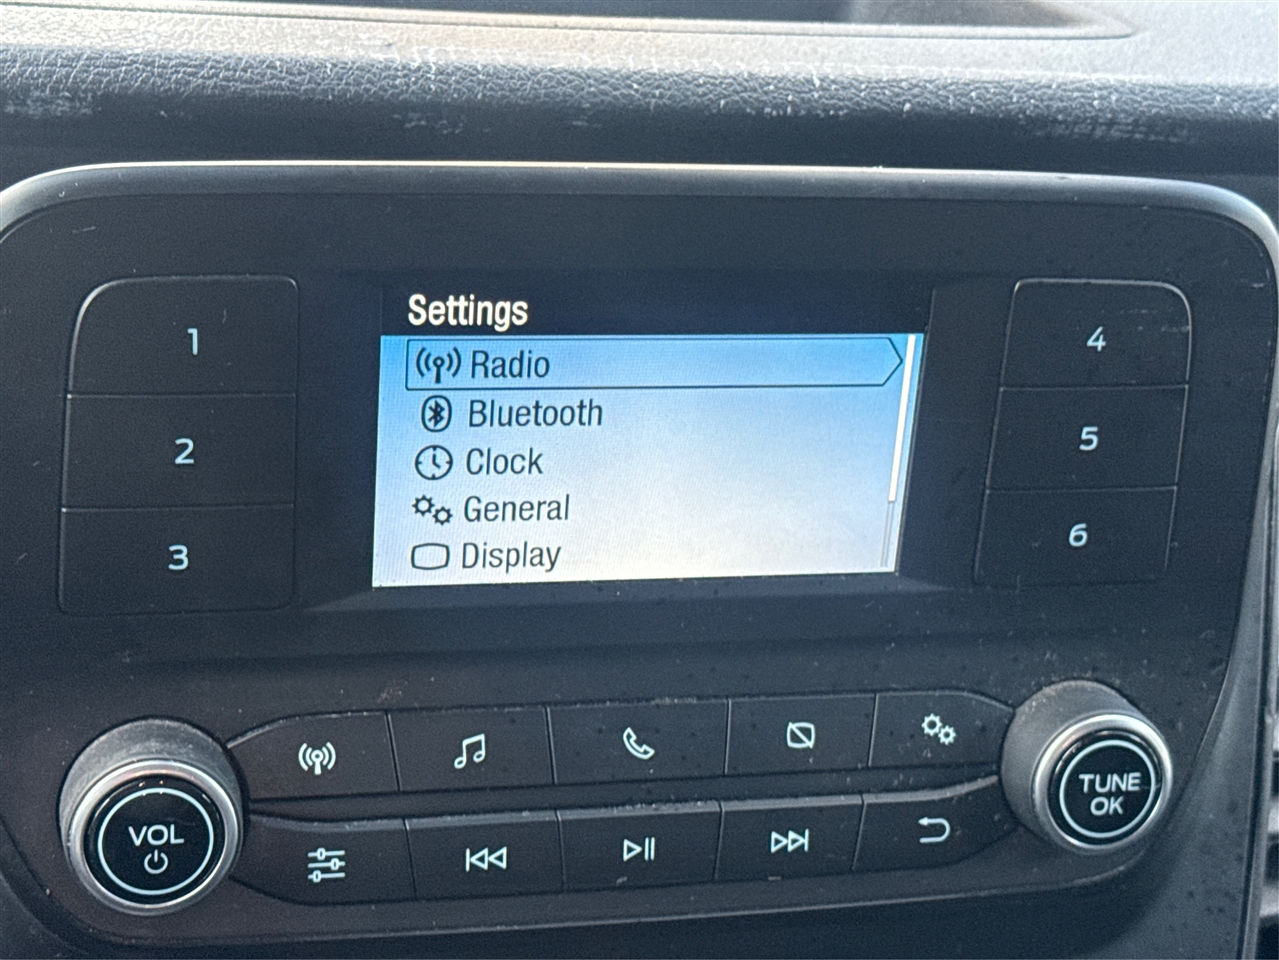 Settings
Radio
Bluetooth
Clock
General
Display
1
2
3
4
5
6
VOL
TUNE
OK